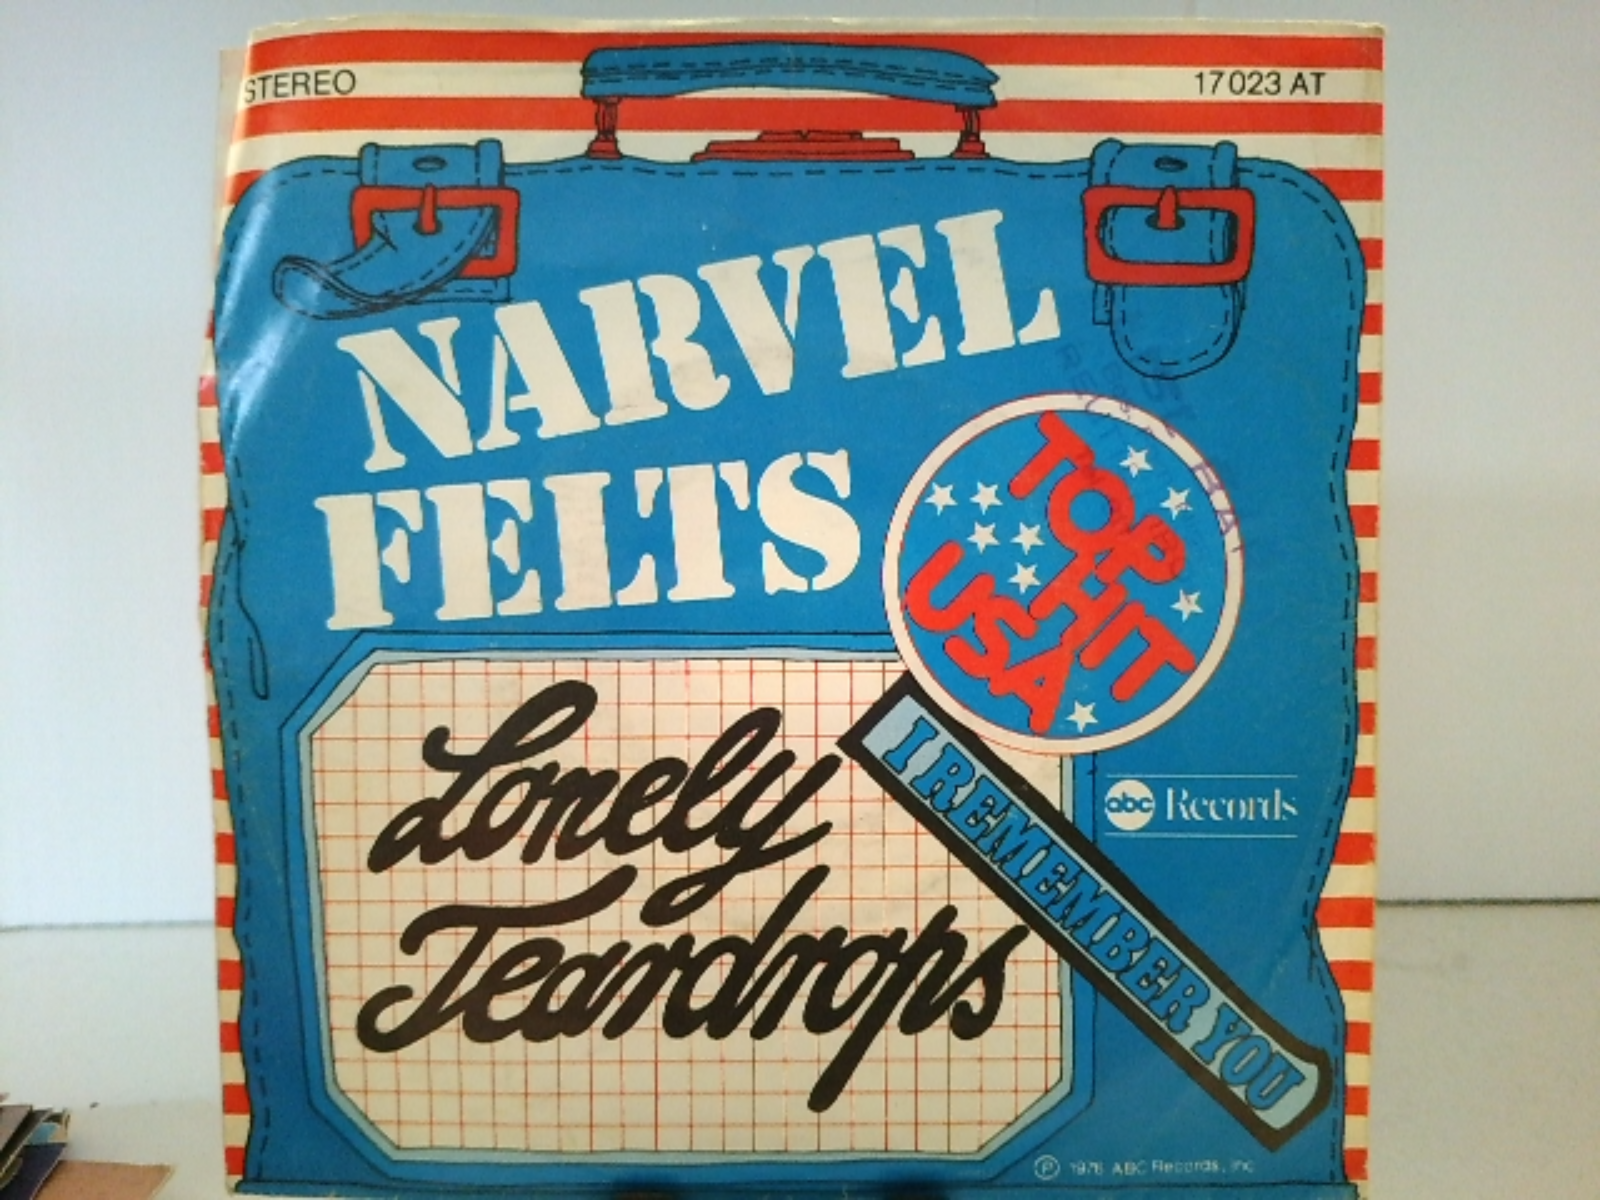 STEREO
17023 AT
NARVEL
FELTS
TOP
HIT
USA
Lonely
Teardrops
I REMEMBER YOU
abc Records
Ⓟ 1976 ABC Records, Inc